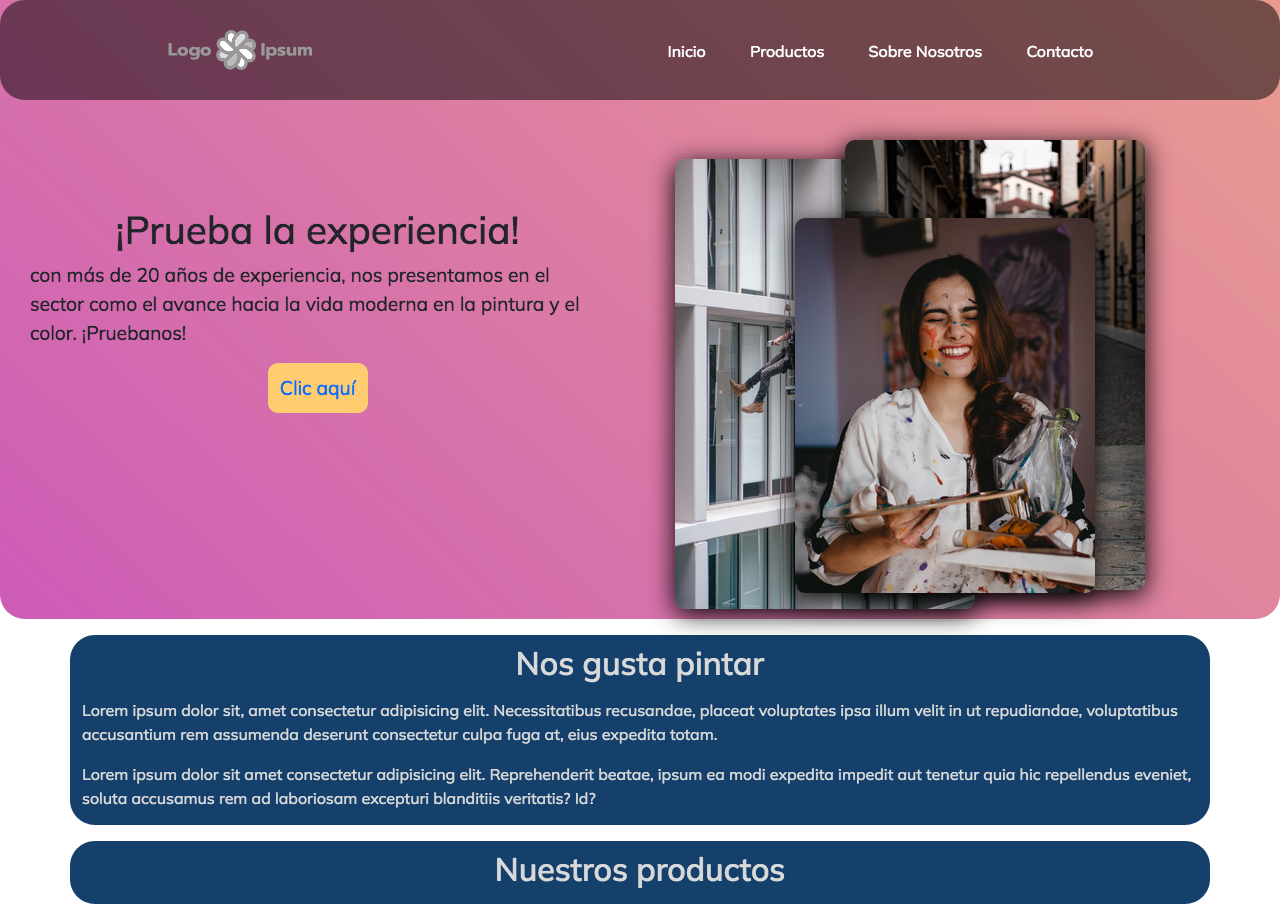 Logo Ipsum
Inicio Productos Sobre Nosotros Contacto
¡Prueba la experiencia!
con más de 20 años de experiencia, nos presentamos en el
sector como el avance hacia la vida moderna en la pintura y el
color. ¡Pruebanos!
Clic aquí
Nos gusta pintar
Lorem ipsum dolor sit, amet consectetur adipisicing elit. Necessitatibus recusandae, placeat voluptates ipsa illum velit in ut repudiandae, voluptatibus
accusantium rem assumenda deserunt consectetur culpa fuga at, eius expedita totam.
Lorem ipsum dolor sit amet consectetur adipisicing elit. Reprehenderit beatae, ipsum ea modi expedita impedit aut tenetur quia hic repellendus eveniet,
soluta accusamus rem ad laboriosam excepturi blanditiis veritatis? Id?
Nuestros productos